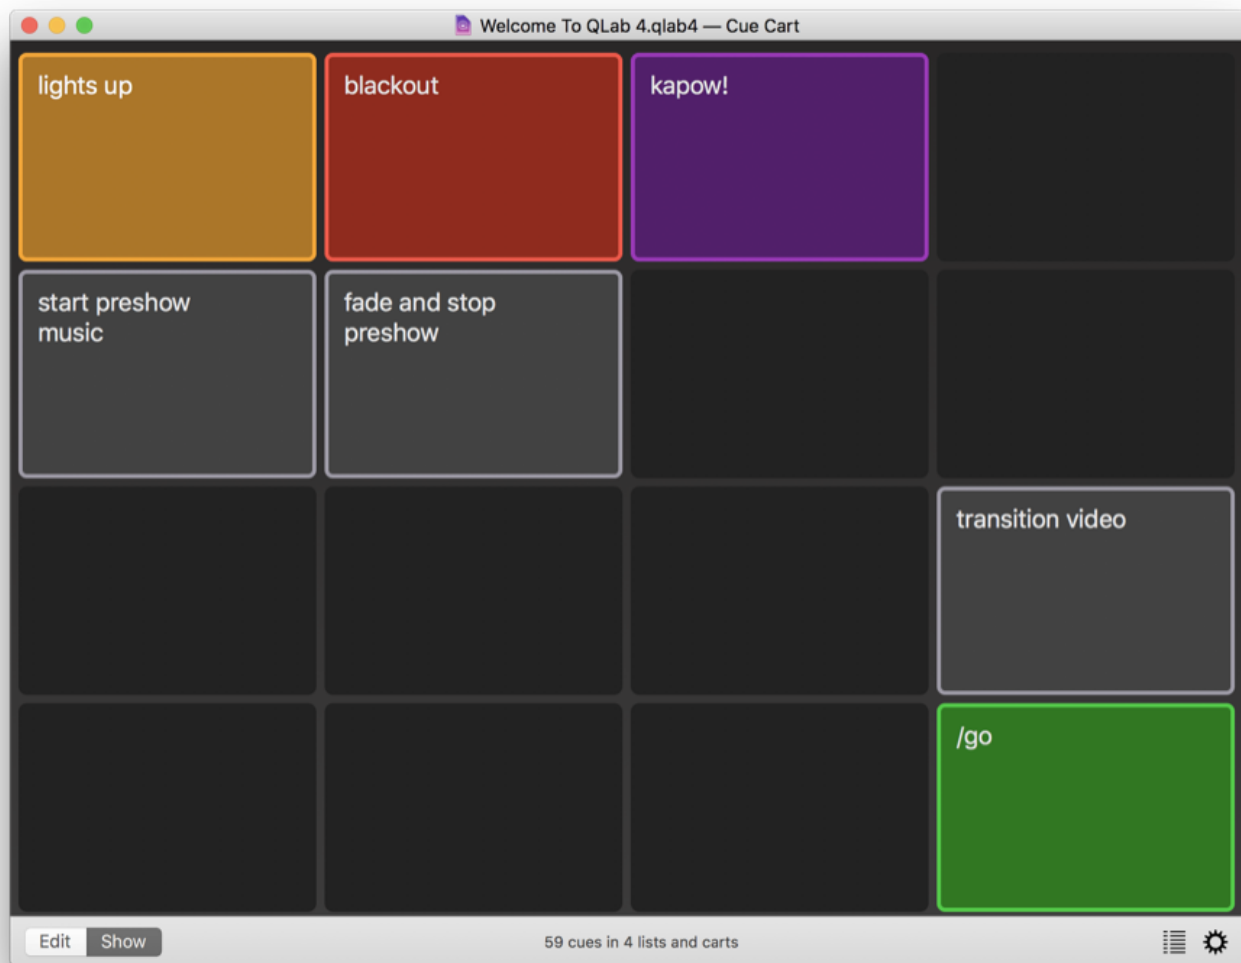 Welcome To QLab 4.qlab4 — Cue Cart
lights up
blackout
kapow!
start preshow
music
fade and stop
preshow
transition video
/go
Edit
Show
59 cues in 4 lists and carts